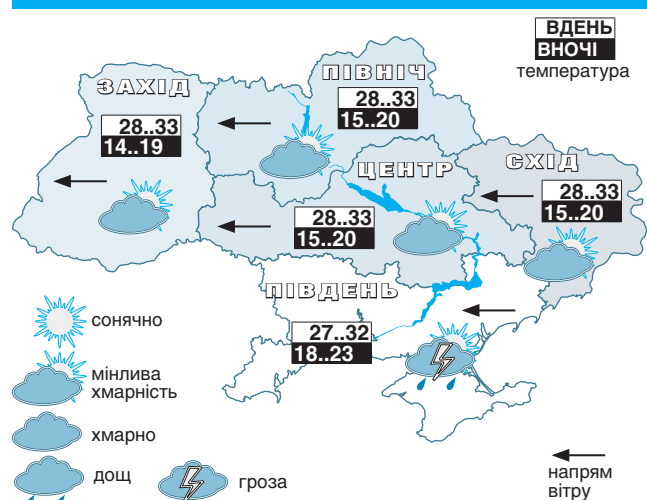 ВДЕНЬ
ВНОЧІ
температура
ПІВНІЧ
28..33
15..20
ЗАХІД
28..33
14..19
ЦЕНТР
28..33
15..20
СХІД
28..33
15..20
ПІВДЕНЬ
27..32
18..23
сонячно
мінлива
хмарність
хмарно
дощ
гроза
напрям
вітру